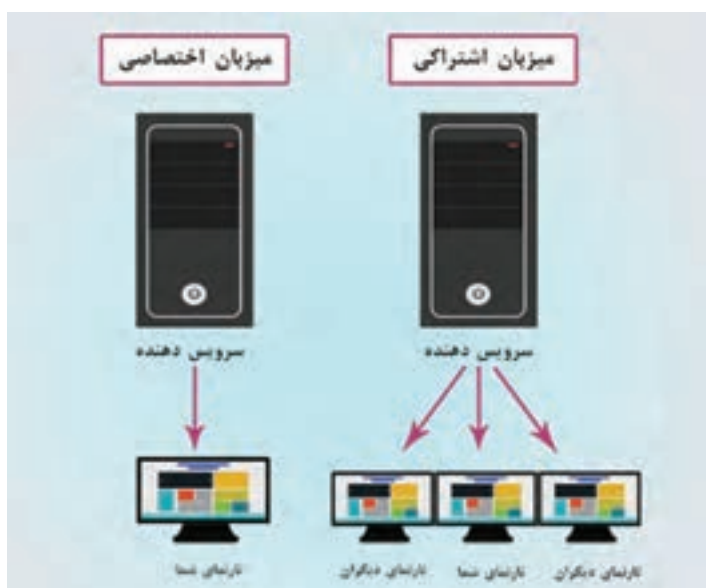 میزبان اشتراکی
میزبان اختصاصی
سرویس دهنده
سرویس دهنده
تارنمای دیگران
تارنمای شما
تارنمای دیگران
تارنمای شما